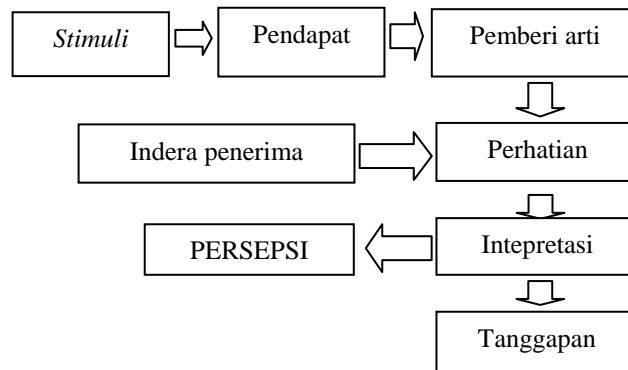 Stimuli
Pendapat
Pemberi arti
Indera penerima
Perhatian
PERSEPSI
Intepretasi
Tanggapan